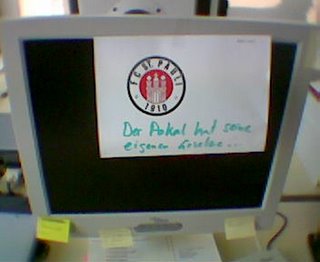 FC ST. PAULI
1910
Der Pokal hat seine
eigenen Gesetze...